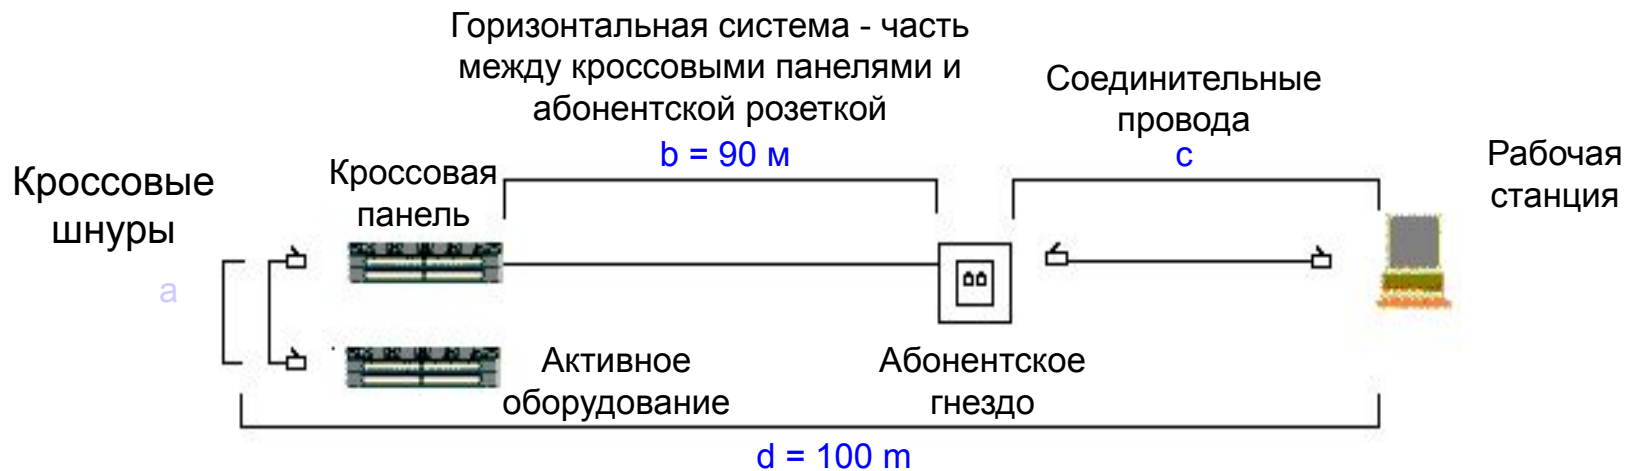 Горизонтальная система - часть
между кроссовыми панелями и
абонентской розеткой
b = 90 м
Соединительные
провода
c
Рабочая
станция
Кроссовые
шнуры
a
Кроссовая
панель
Активное
оборудование
Абонентское
гнездо
d = 100 m